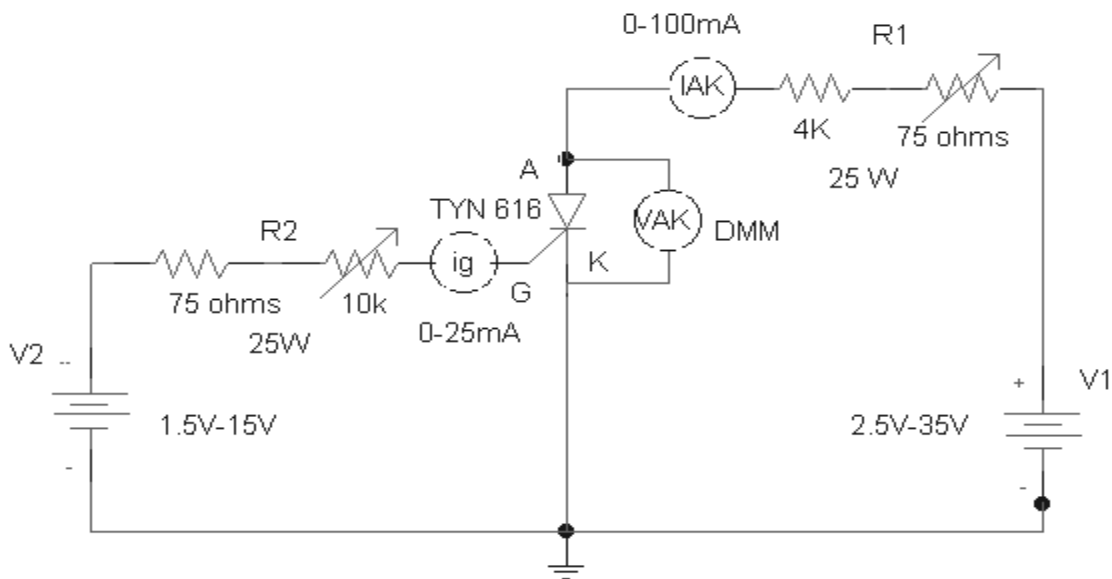 0-100mA
R1
IAK
4K
75 ohms
25 W
A
TYN 616
VAK
DMM
R2
ig
K
G
75 ohms
10k
25W
0-25mA
V2
--
1.5V-15V
-
+
V1
2.5V-35V
-